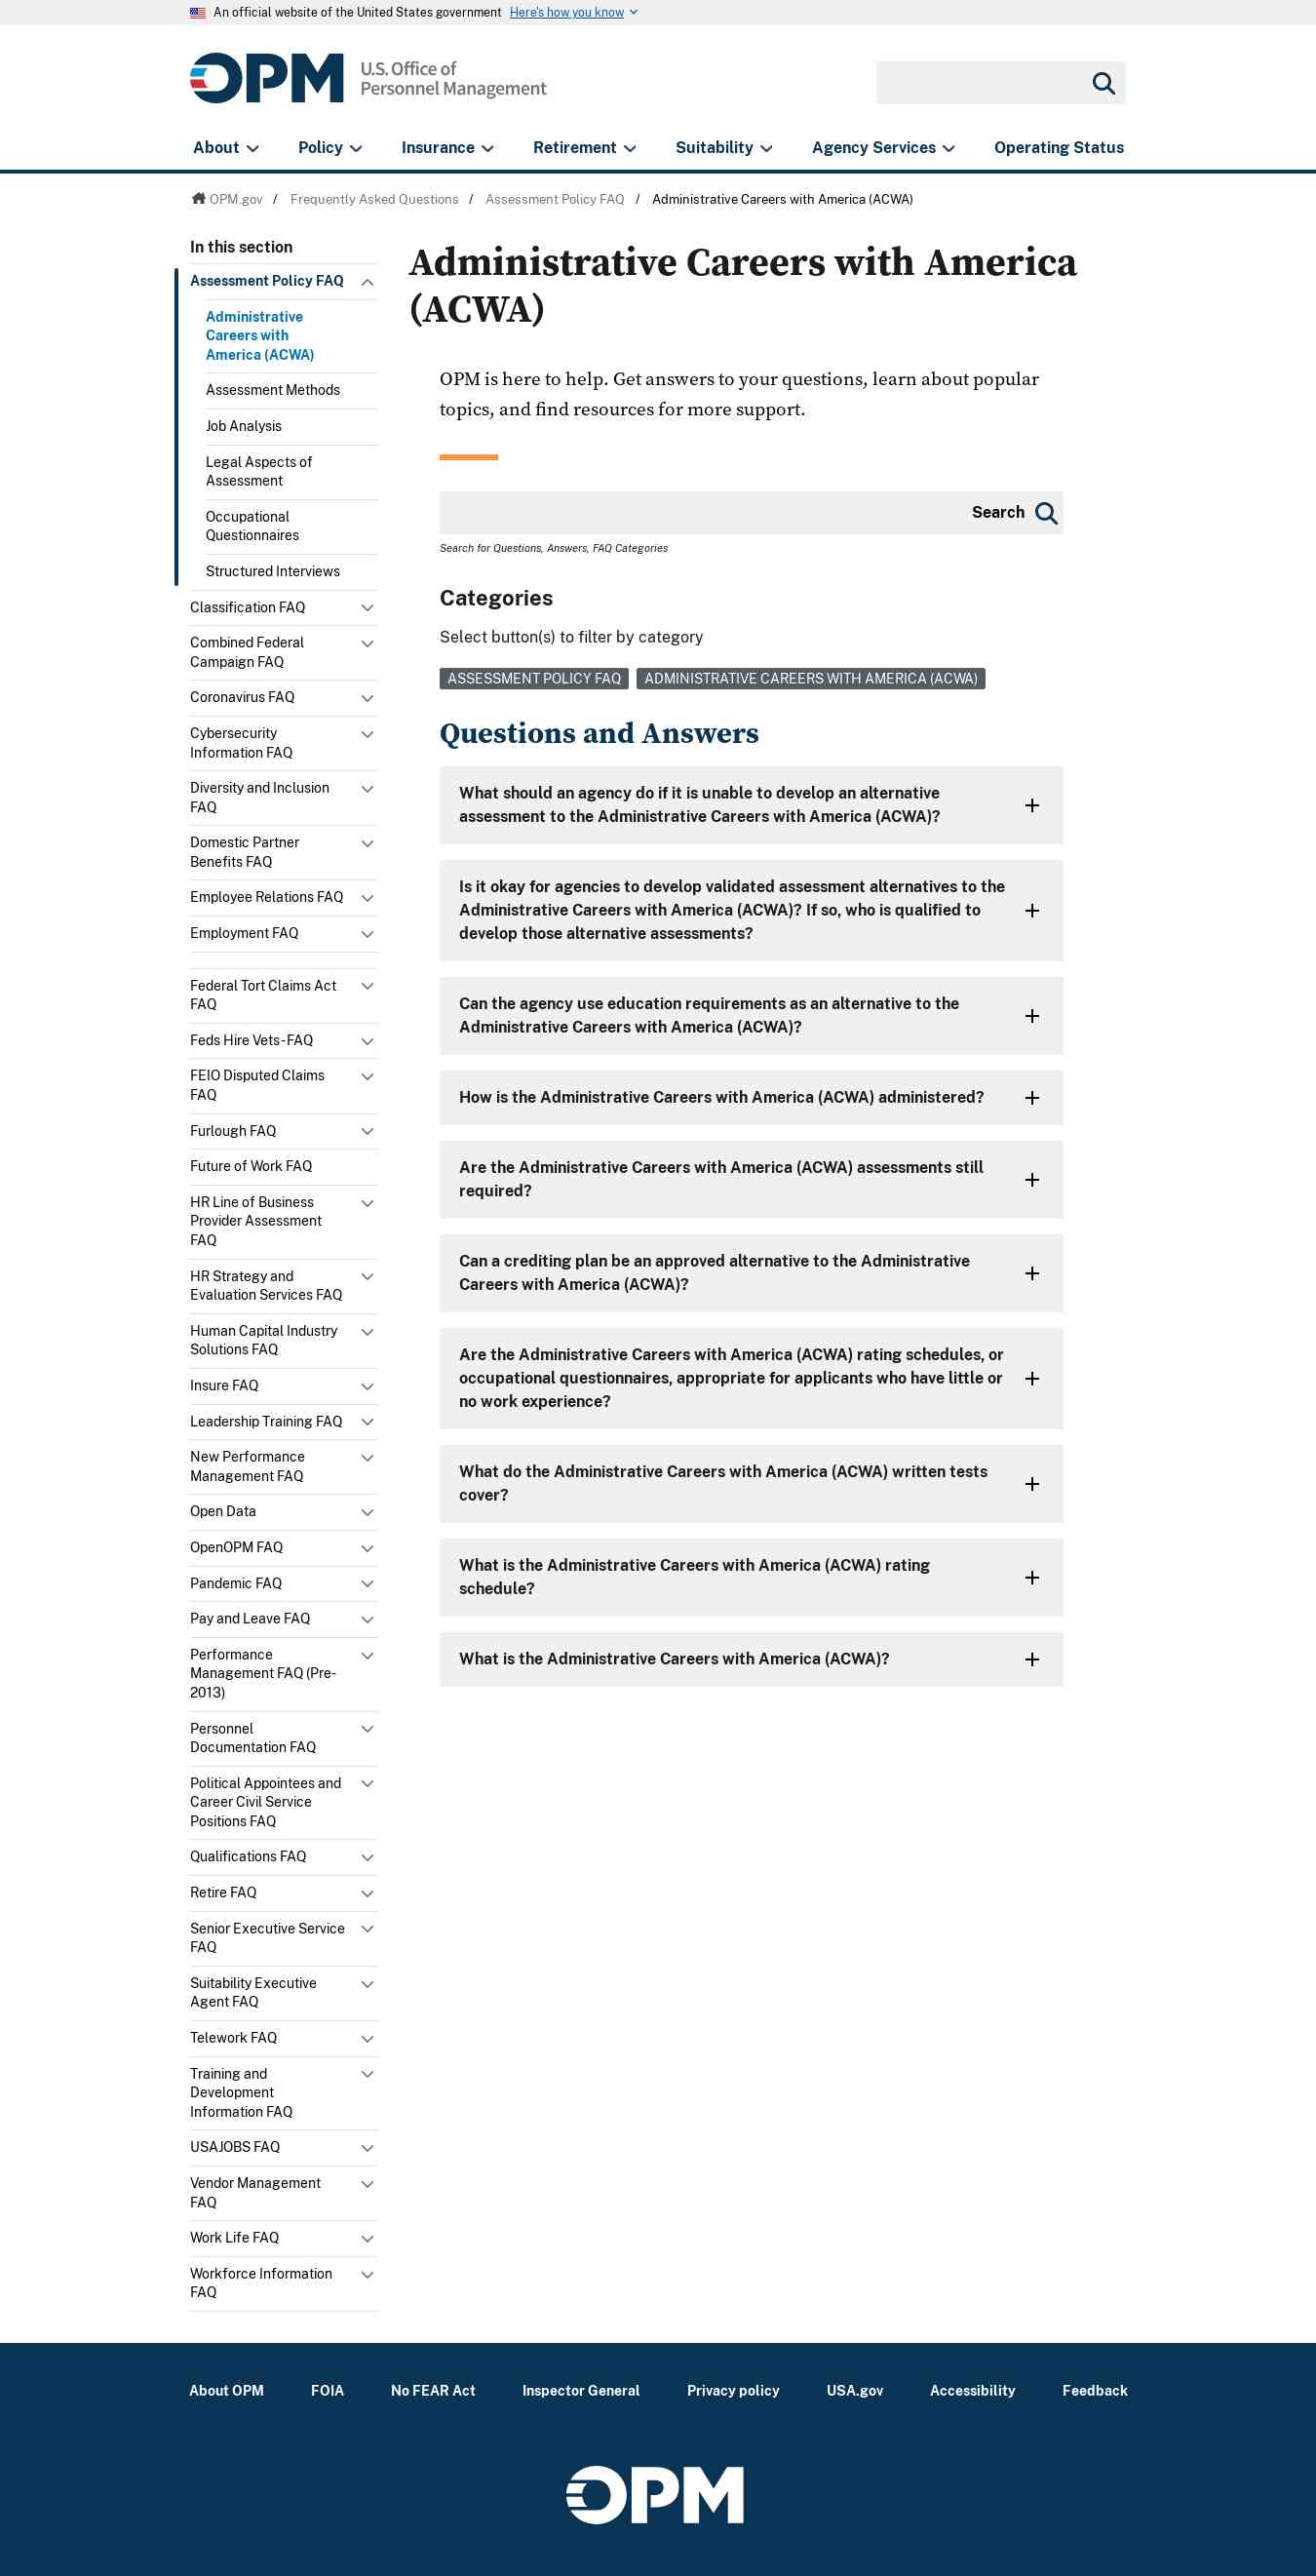 An official website of the United States government Here's how you know
OPM U.S. Office of
Personnel Management
About Policy Insurance Retirement Suitability Agency Services Operating Status
OPM.gov / Frequently Asked Questions / Assessment Policy FAQ / Administrative Careers with America (ACWA)
In this section
Assessment Policy FAQ
Administrative
Careers with
America (ACWA)
Assessment Methods
Job Analysis
Legal Aspects of
Assessment
Occupational
Questionnaires
Structured Interviews
Classification FAQ
Combined Federal
Campaign FAQ
Coronavirus FAQ
Cybersecurity
Information FAQ
Diversity and Inclusion
FAQ
Domestic Partner
Benefits FAQ
Employee Relations FAQ
Employment FAQ
Federal Tort Claims Act
FAQ
Feds Hire Vets-FAQ
FEIO Disputed Claims
FAQ
Furlough FAQ
Future of Work FAQ
HR Line of Business
Provider Assessment
FAQ
HR Strategy and
Evaluation Services FAQ
Human Capital Industry
Solutions FAQ
Insure FAQ
Leadership Training FAQ
New Performance
Management FAQ
Open Data
OpenOPM FAQ
Pandemic FAQ
Pay and Leave FAQ
Performance
Management FAQ (Pre-
2013)
Personnel
Documentation FAQ
Political Appointees and
Career Civil Service
Positions FAQ
Qualifications FAQ
Retire FAQ
Senior Executive Service
FAQ
Suitability Executive
Agent FAQ
Telework FAQ
Training and
Development
Information FAQ
USAJOBS FAQ
Vendor Management
FAQ
Work Life FAQ
Workforce Information
FAQ
Administrative Careers with America
(ACWA)
OPM is here to help. Get answers to your questions, learn about popular
topics, and find resources for more support.
Search
Search for Questions, Answers, FAQ Categories
Categories
Select button(s) to filter by category
ASSESSMENT POLICY FAQ ADMINISTRATIVE CAREERS WITH AMERICA (ACWA)
Questions and Answers
What should an agency do if it is unable to develop an alternative
assessment to the Administrative Careers with America (ACWA)?
Is it okay for agencies to develop validated assessment alternatives to the
Administrative Careers with America (ACWA)? If so, who is qualified to
develop those alternative assessments?
Can the agency use education requirements as an alternative to the
Administrative Careers with America (ACWA)?
How is the Administrative Careers with America (ACWA) administered?
Are the Administrative Careers with America (ACWA) assessments still
required?
Can a crediting plan be an approved alternative to the Administrative
Careers with America (ACWA)?
Are the Administrative Careers with America (ACWA) rating schedules, or
occupational questionnaires, appropriate for applicants who have little or
no work experience?
What do the Administrative Careers with America (ACWA) written tests
cover?
What is the Administrative Careers with America (ACWA) rating
schedule?
What is the Administrative Careers with America (ACWA)?
About OPM FOIA No FEAR Act Inspector General Privacy policy USA.gov Accessibility Feedback
OPM